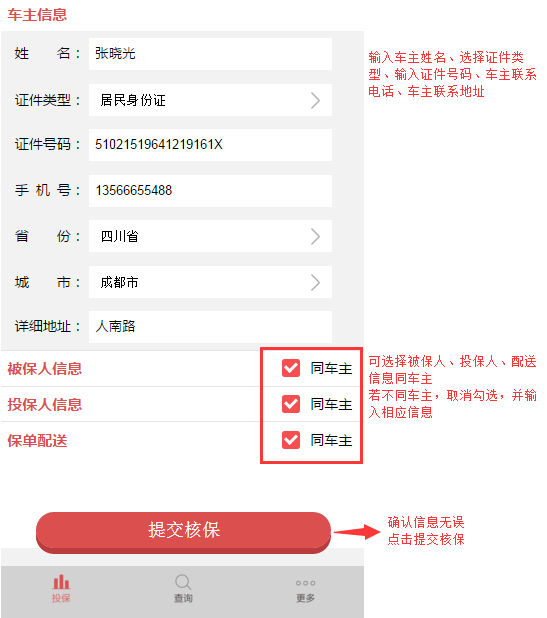 车主信息
姓 名： 张晓光
证件类型： 居民身份证
证件号码： 51021519641219161X
手 机 号： 13566655488
省 份： 四川省
城 市： 成都市
详细地址： 人南路
输入车主姓名、选择证件类
型、输入证件号码、车主联系
电话、车主联系地址
被保人信息 同车主
投保人信息 同车主
保单配送 同车主
可选择被保人、投保人、配送
信息同车主
若不同车主，取消勾选，并输
入相应信息
提交核保
确认信息无误
点击提交核保
投保 查询 更多